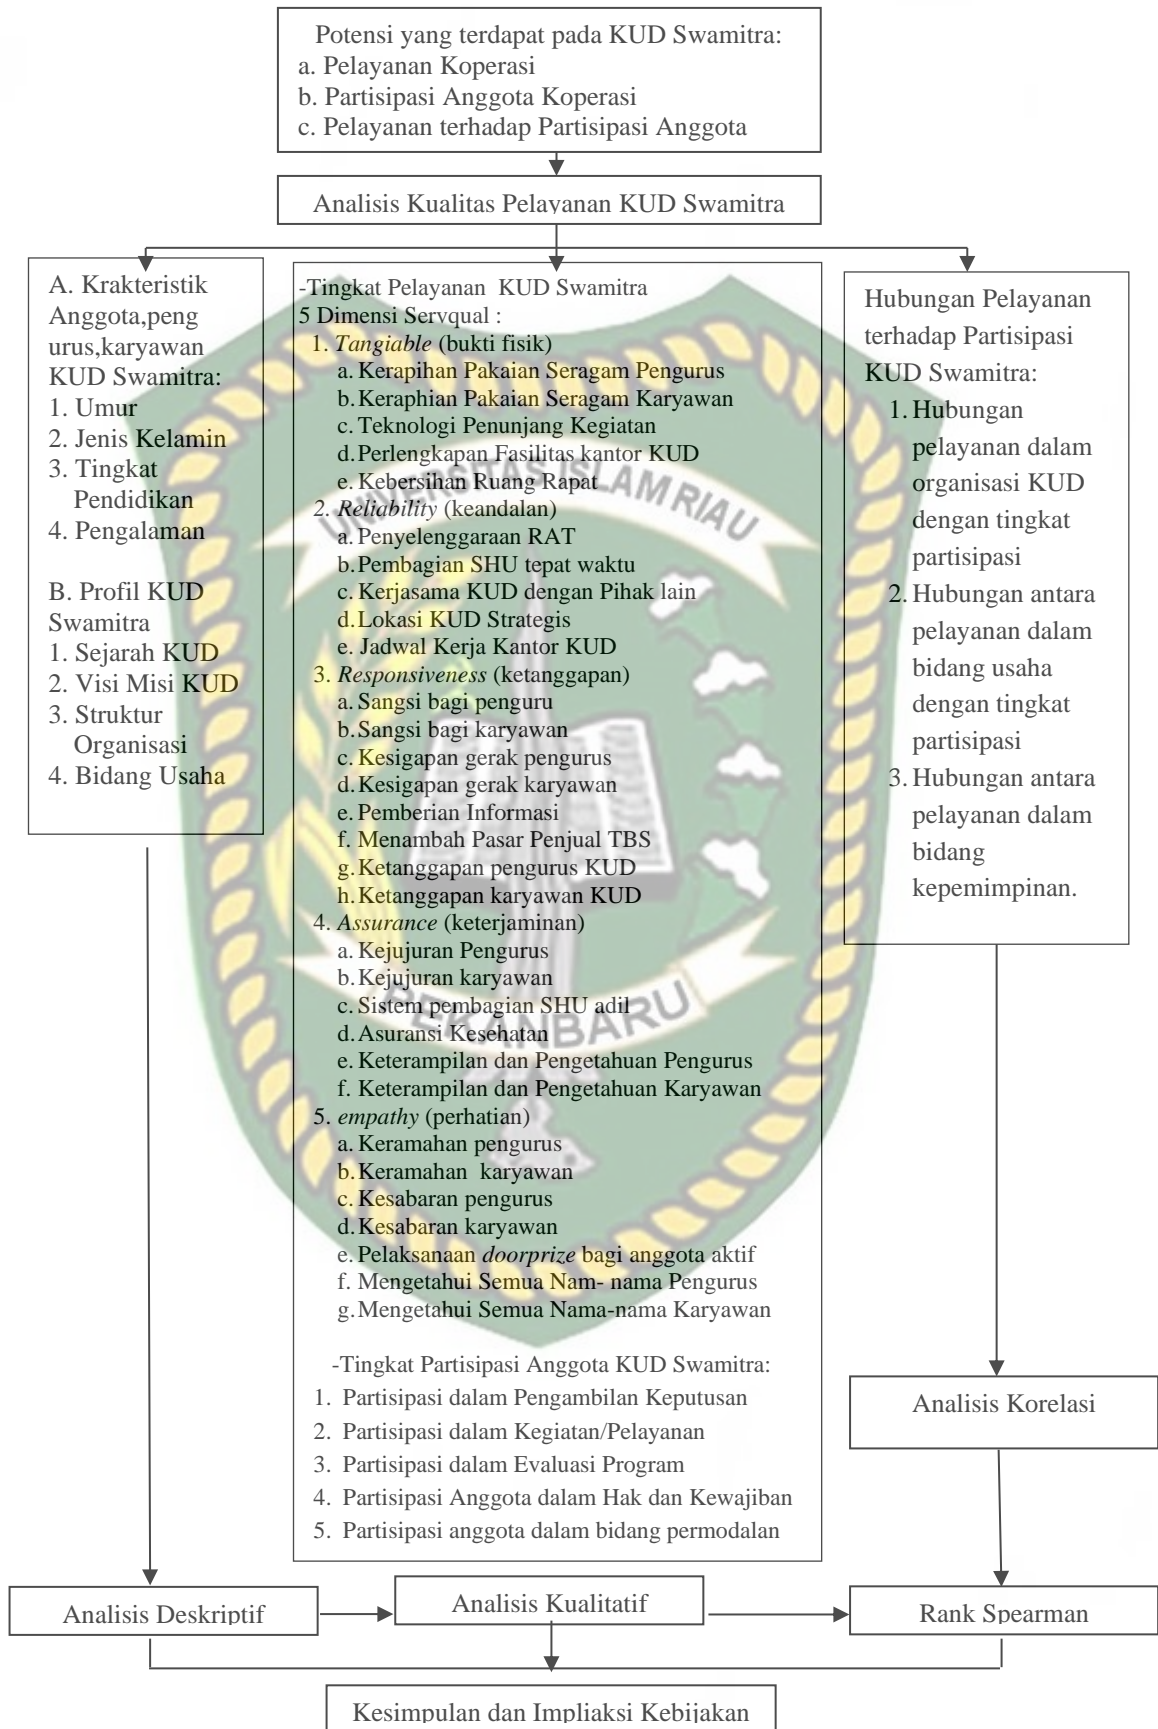 Potensi yang terdapat pada KUD Swamitra:
a. Pelayanan Koperasi
b. Partisipasi Anggota Koperasi
c. Pelayanan terhadap Partisipasi Anggota
Analisis Kualitas Pelayanan KUD Swamitra
A. Krakteristik
Anggota,peng
urus,karyawan
KUD Swamitra:
1. Umur
2. Jenis Kelamin
3. Tingkat
Pendidikan
4. Pengalaman
B. Profil KUD
Swamitra
1. Sejarah KUD
2. Visi Misi KUD
3. Struktur
Organisasi
4. Bidang Usaha
-Tingkat Pelayanan KUD Swamitra
5 Dimensi Servqual :
1. Tangiable (bukti fisik)
a. Kerapihan Pakaian Seragam Pengurus
b. Keraphian Pakaian Seragam Karyawan
c. Teknologi Penunjang Kegiatan
d. Perlengkapan Fasilitas kantor KUD
e. Kebersihan Ruang Rapat
2. Reliability (keandalan)
a. Penyelenggaraan RAT
b. Pembagian SHU tepat waktu
c. Kerjasama KUD dengan Pihak lain
d. Lokasi KUD Strategis
e. Jadwal Kerja Kantor KUD
3. Responsiveness (ketanggapan)
a. Sangsi bagi penguru
b. Sangsi bagi karyawan
c. Kesigapan gerak pengurus
d. Kesigapan gerak karyawan
e. Pemberian Informasi
f. Menambah Pasar Penjual TBS
g. Ketanggapan pengurus KUD
h. Ketanggapan karyawan KUD
4. Assurance (keterjaminan)
a. Kejujuran Pengurus
b. Kejujuran karyawan
c. Sistem pembagian SHU adil
d. Asuransi Kesehatan
e. Keterampilan dan Pengetahuan Pengurus
f. Keterampilan dan Pengetahuan Karyawan
5. empathy (perhatian)
a. Keramahan pengurus
b. Keramahan karyawan
c. Kesabaran pengurus
d. Kesabaran karyawan
e. Pelaksanaan doorprize bagi anggota aktif
f. Mengetahui Semua Nam- nama Pengurus
g. Mengetahui Semua Nama-nama Karyawan
-Tingkat Partisipasi Anggota KUD Swamitra:
1. Partisipasi dalam Pengambilan Keputusan
2. Partisipasi dalam Kegiatan/Pelayanan
3. Partisipasi dalam Evaluasi Program
4. Partisipasi Anggota dalam Hak dan Kewajiban
5. Partisipasi anggota dalam bidang permodalan
Hubungan Pelayanan
terhadap Partisipasi
KUD Swamitra:
1. Hubungan
pelayanan dalam
organisasi KUD
dengan tingkat
partisipasi
2. Hubungan antara
pelayanan dalam
bidang usaha
dengan tingkat
partisipasi
3. Hubungan antara
pelayanan dalam
bidang
kepemimpinan.
UNIVERSITAS ISLAM RIAU
PEKANBARU
Analisis Korelasi
Analisis Deskriptif
Analisis Kualitatif
Rank Spearman
Kesimpulan dan Impliaksi Kebijakan